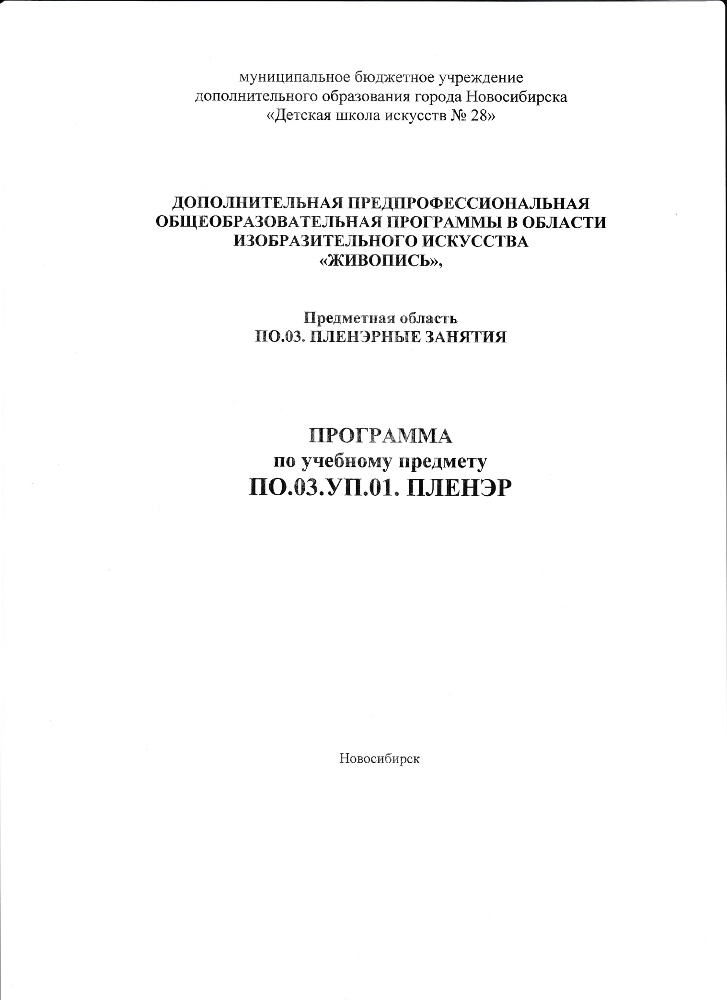 муниципальное бюджетное учреждение
дополнительного образования города Новосибирска
«Детская школа искусств № 28»
ДОПОЛНИТЕЛЬНАЯ ПРЕДПРОФЕССИОНАЛЬНАЯ
ОБЩЕОБРАЗОВАТЕЛЬНАЯ ПРОГРАММЫ В ОБЛАСТИ
ИЗОБРАЗИТЕЛЬНОГО ИСКУССТВА
«ЖИВОПИСЬ»,
Предметная область
ПО.03. ПЛЕНЭРНЫЕ ЗАНЯТИЯ
ПРОГРАММА
по учебному предмету
ПО.03.УП.01. ПЛЕНЭР
Новосибирск